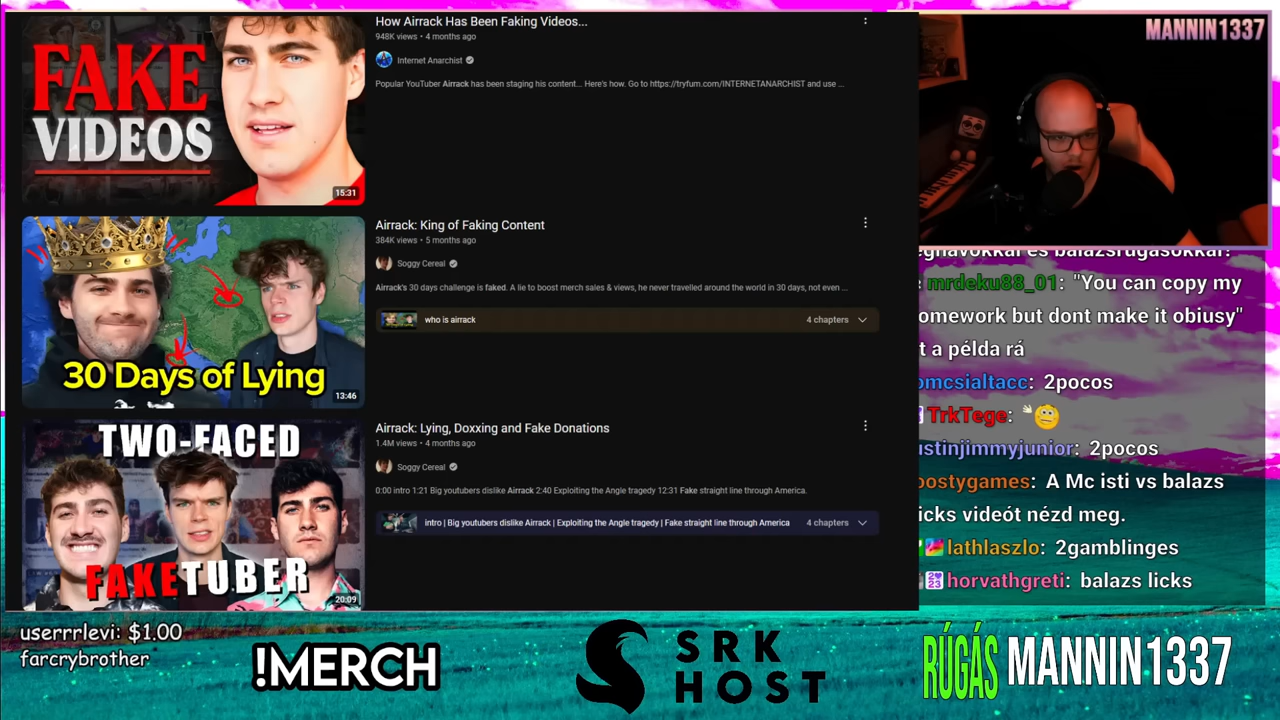 FAKE
VIDEOS
15:31
How Airrack Has Been Faking Videos...
948K views • 4 months ago
Internet Anarchist
Popular YouTuber Airrack has been staging his content... Here's how. Go to https://tryfum.com/INTERNETANARCHIST and use ...
30 Days of Lying
13:46
Airrack: King of Faking Content
384K views • 5 months ago
Soggy Cereal
Airrack's 30 days challenge is faked. A lie to boost merch sales & views, he never travelled around the world in 30 days, not even ...
who is airrack 4 chapters
TWO-FACED
FAKETUBER
20:09
Airrack: Lying, Doxxing and Fake Donations
1.4M views • 4 months ago
Soggy Cereal
0:00 intro 1:21 Big youtubers dislike Airrack 2:40 Exploiting the Angie tragedy 12:31 Fake straight line through America.
intro | Big youtubers dislike Airrack | Exploiting the Angle tragedy | Fake straight line through America 4 chapters
MANNIN1337
és balazsrugasokkal?
mrdeku88_01: "You can copy my
omework but dont make it obiusy"
t a példa rá
omcsialtacc: 2pocos
TrkTege:
ustinjimmyjunior: 2pocos
oostygames: A Mc isti vs balazs
icks videót nézd meg.
lathlaszlo: 2gamblinges
horvathgreti: balazs licks
userrrlevi: $1.00
farcrybrother
!MERCH
SRK
HOST
RÚGÁS MANNIN1337